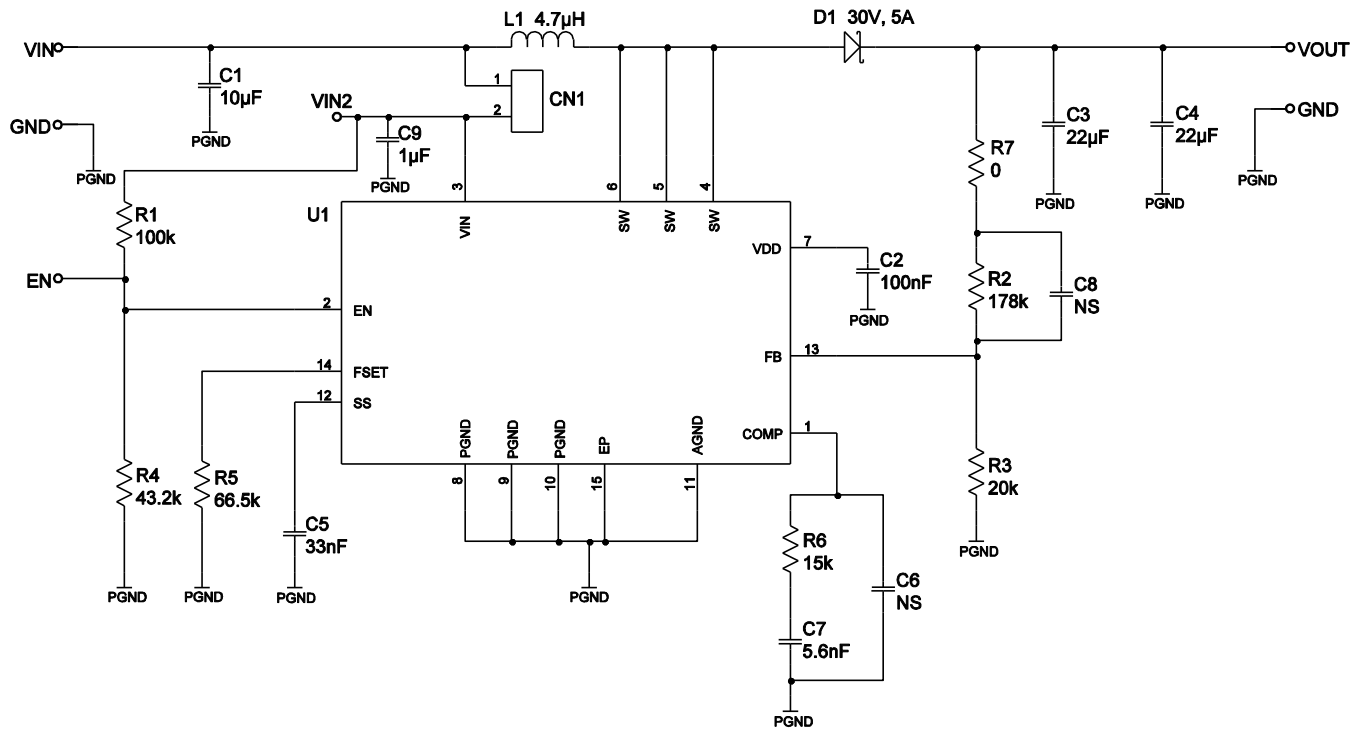 L1 4.7µH
D1 30V, 5A
VIN
VOUT
C1
10µF
PGND
1
2
CN1
VIN2
GND
PGND
C9
1µF
PGND
C3
22µF
PGND
C4
22µF
PGND
GND
PGND
R7
0
R1
100k
U1
3
VIN
6
SW
5
SW
4
SW
VDD
7
C2
100nF
PGND
R2
178k
C8
NS
EN
2
EN
FB
13
14
FSET
12
SS
COMP
1
PGND
8
PGND
9
PGND
10
EP
15
AGND
11
PGND
R4
43.2k
PGND
R5
66.5k
PGND
C5
33nF
PGND
R3
20k
PGND
R6
15k
C6
NS
C7
5.6nF
PGND